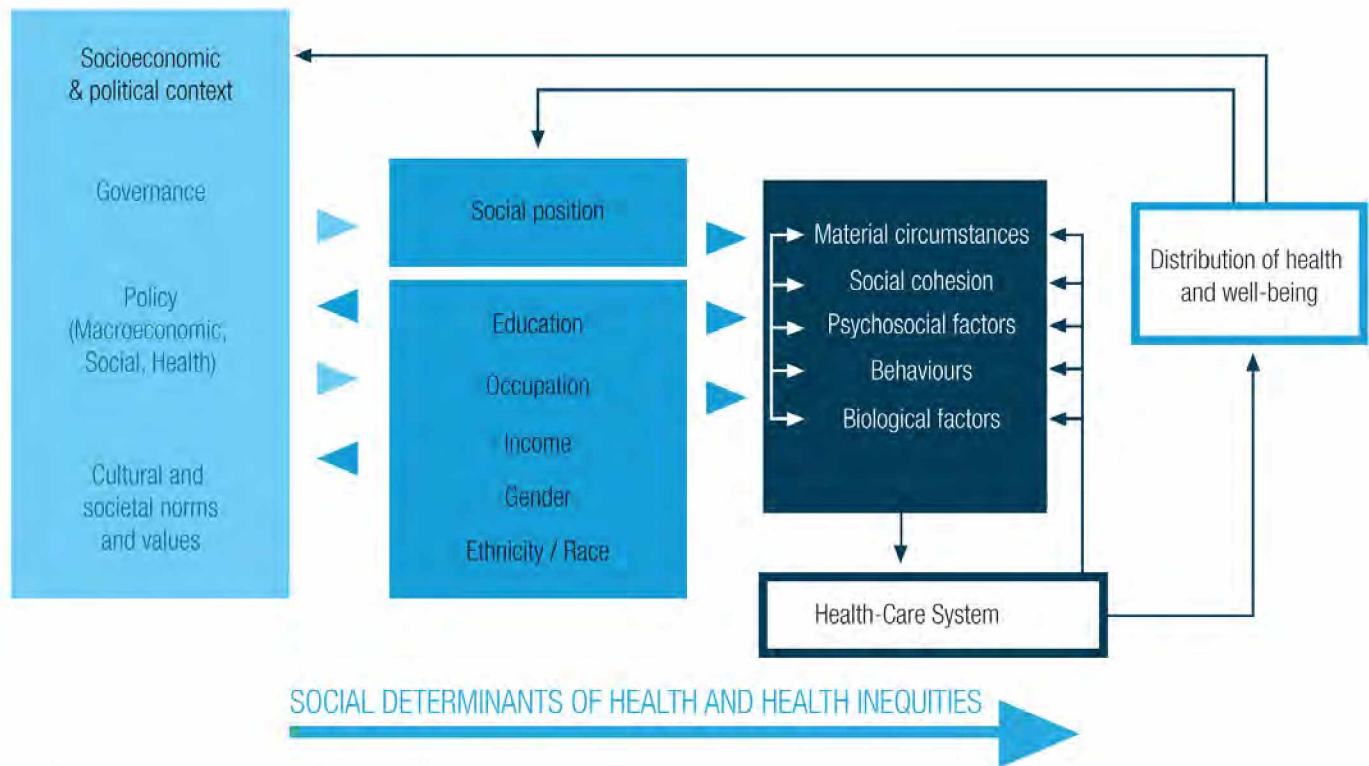 Socioeconomic
& political context
Governance
Policy
(Macroeconomic,
Social, Health)
Cultural and
societal norms
and values
Social position
Education
Occupation
Income
Gender
Ethnicity / Race
Material circumstances
Social cohesion
Psychosocial factors
Behaviours
Biological factors
Health-Care System
Distribution of health
and well-being
SOCIAL DETERMINANTS OF HEALTH AND HEALTH INEQUITIES